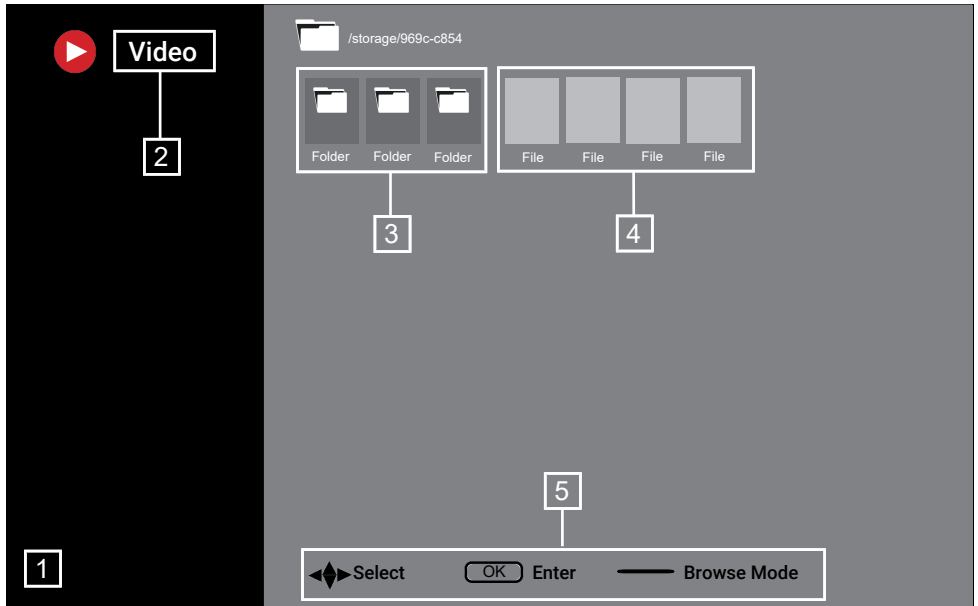 Video
2
/storage/969c-c854
Folder Folder Folder File File File File
3 4
5
1
Select OK Enter Browse Mode